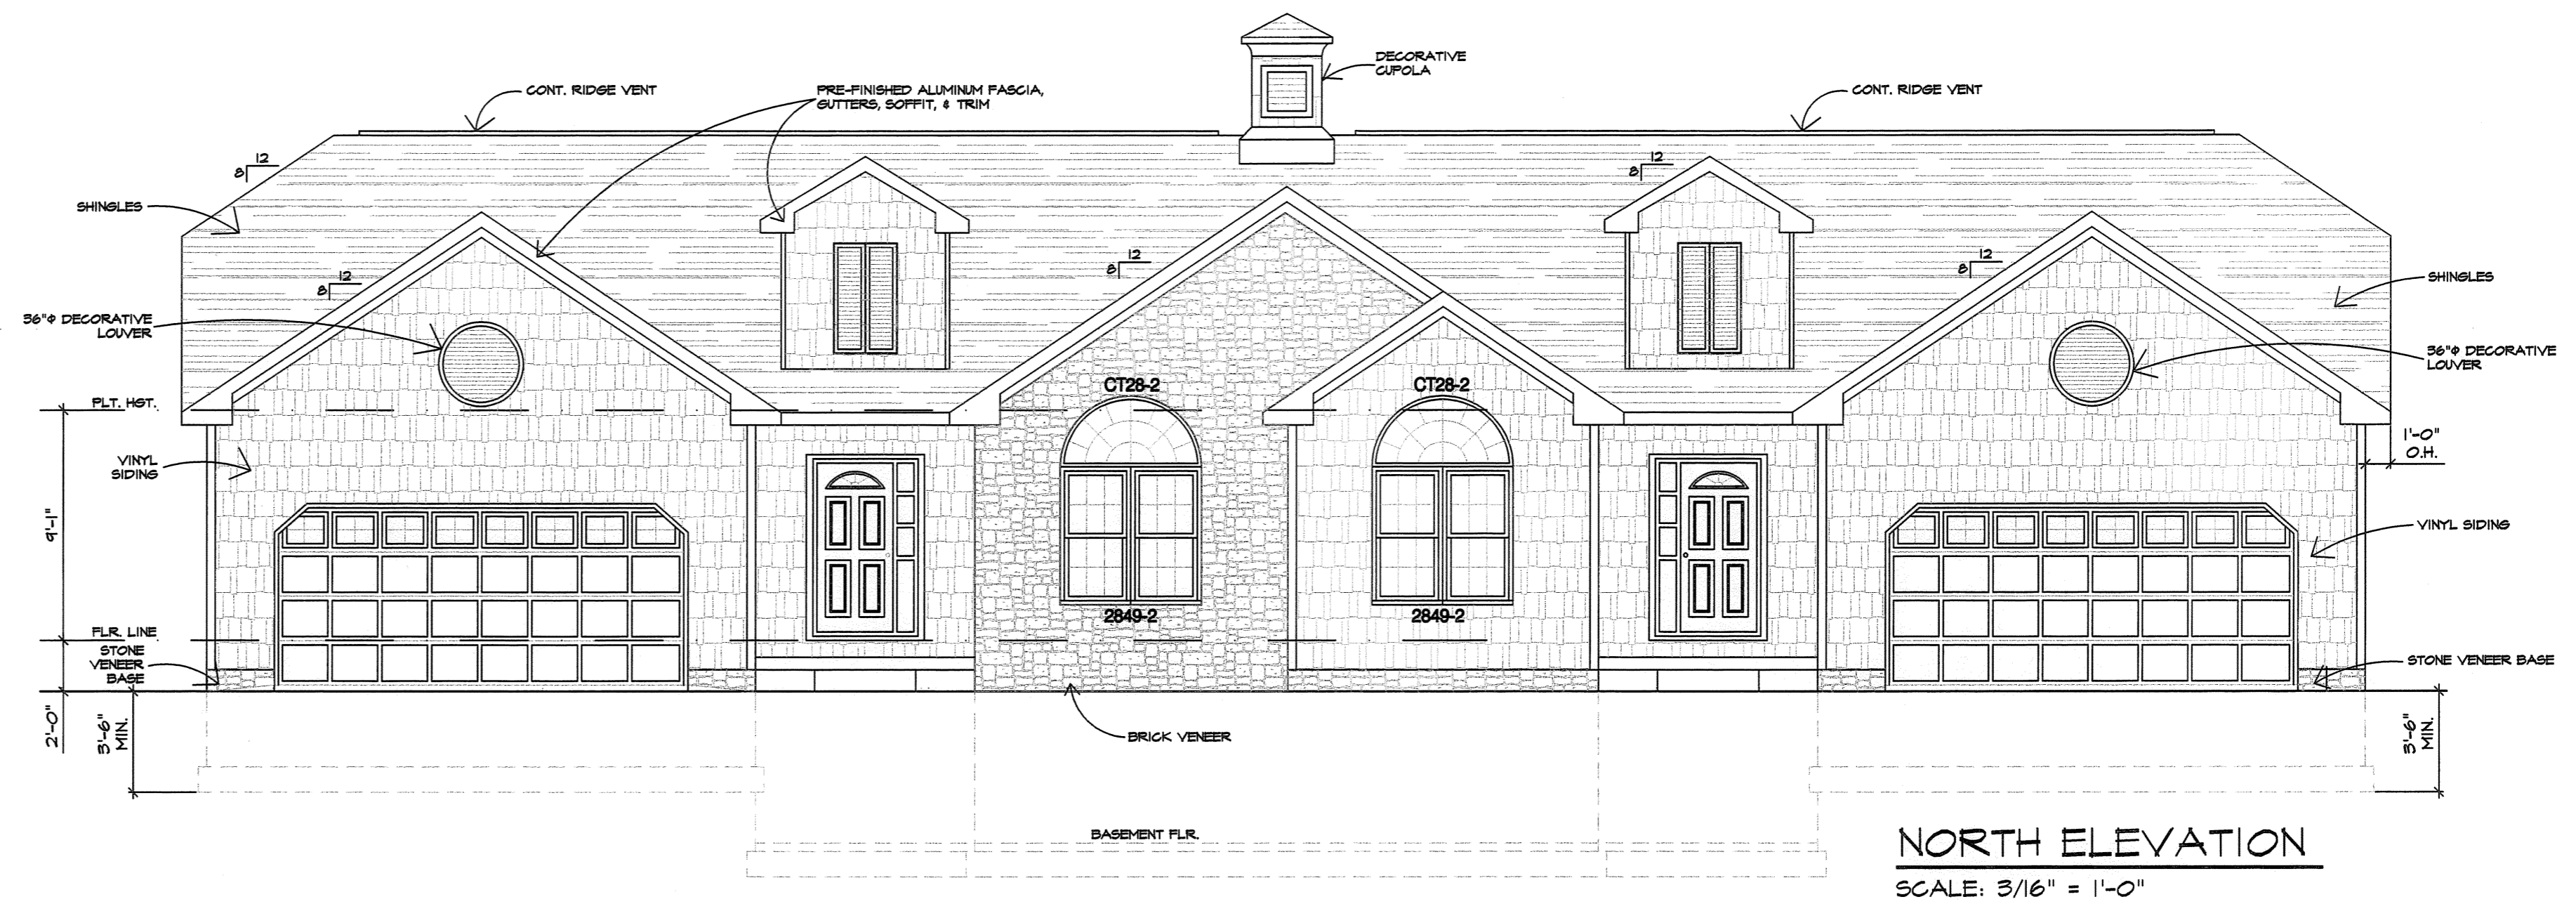 DECORATIVE
CUPOLA
CONT. RIDGE VENT
PRE-FINISHED ALUMINUM FASCIA,
GUTTERS, SOFFIT, & TRIM
CONT. RIDGE VENT
12
8
12
8
SHINGLES
12
8
12
8
12
8
SHINGLES
36"Φ DECORATIVE
LOUVER
36"Φ DECORATIVE
LOUVER
CT28-2
CT28-2
PLT. HGT.
1'-0"
O.H.
VINYL
SIDING
9'-1"
VINYL SIDING
2849-2
2849-2
FLR. LINE
STONE
VENEER
BASE
STONE VENEER BASE
2'-0"
3'-6"
MIN.
BRICK VENEER
3'-6"
MIN.
BASEMENT FLR.
NORTH ELEVATION
SCALE: 3/16" = 1'-0"